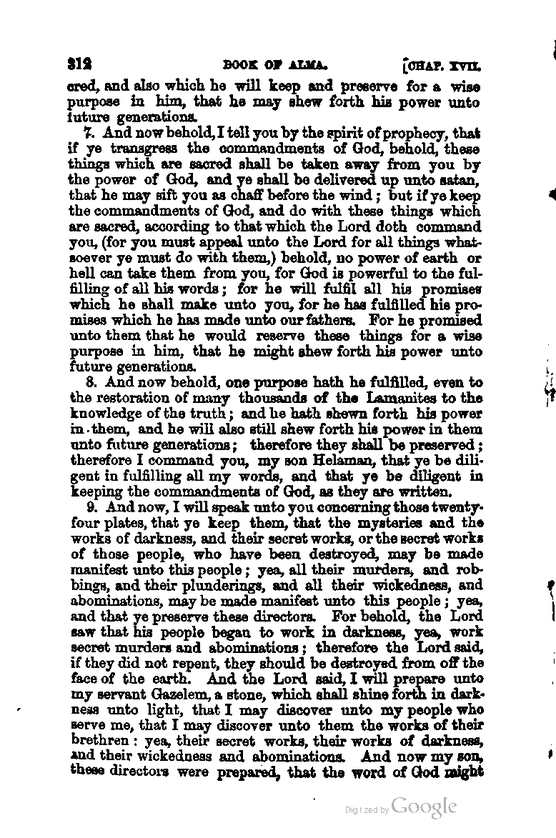 312 BOOK OF ALMA. [CHAP. XVII.
cred, and also which he will keep and preserve for a wise
purpose in him, that he may shew forth his power unto
future generations.
7. And now behold, I tell you by the spirit of prophecy, that
if ye transgress the commandments of God, behold, these
things which are sacred shall be taken away from you by
the power of God, and ye shall be delivered up unto satan,
that he may sift you as chaff before the wind; but if ye keep
the commandments of God, and do with these things which
are sacred, according to that which the Lord doth command
you, (for you must appeal unto the Lord for all things what-
soever ye must do with them,) behold, no power of earth or
hell can take them from you, for God is powerful to the ful-
filling of all his words; for he will fulfil all his promises
which he shall make unto you, for he has fulfilled his pro-
mises which he has made unto our fathers. For he promised
unto them that he would reserve these things for a wise
purpose in him, that he might shew forth his power unto
future generations.
8. And now behold, one purpose hath he fulfilled, even to
the restoration of many thousands of the Lamanites to the
knowledge of the truth; and he hath shewn forth his power
in them, and he will also still shew forth his power in them
unto future generations; therefore they shall be preserved;
therefore I command you, my son Helaman, that ye be dili-
gent in fulfilling all my words, and that ye be diligent in
keeping the commandments of God, as they are written.
9. And now, I will speak unto you concerning those twenty-
four plates, that ye keep them, that the mysteries and the
works of darkness, and their secret works, or the secret works
of those people, who have been destroyed, may be made
manifest unto this people; yea, all their murders, and rob-
bings, and their plunderings, and all their wickedness, and
abominations, may be made manifest unto this people; yea,
and that ye preserve these directors. For behold, the Lord
saw that his people began to work in darkness, yea, work
secret murders and abominations; therefore the Lord said,
if they did not repent, they should be destroyed from off the
face of the earth. And the Lord said, I will prepare unto
my servant Gazelem, a stone, which shall shine forth in dark-
ness unto light, that I may discover unto my people who
serve me, that I may discover unto them the works of their
brethren: yea, their secret works, their works of darkness,
and their wickedness and abominations. And now my son,
these directors were prepared, that the word of God might
Digitized by Google